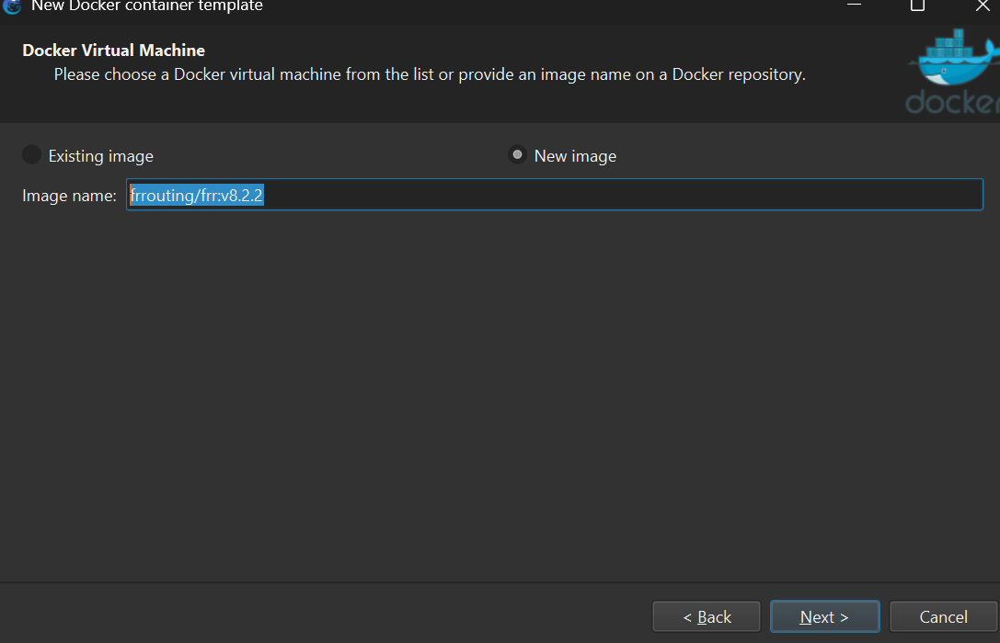 New Docker container template
Docker Virtual Machine
Please choose a Docker virtual machine from the list or provide an image name on a Docker repository.
docker
Existing image
New image
Image name: frrouting/frr:v8.2.2
< Back
Next >
Cancel